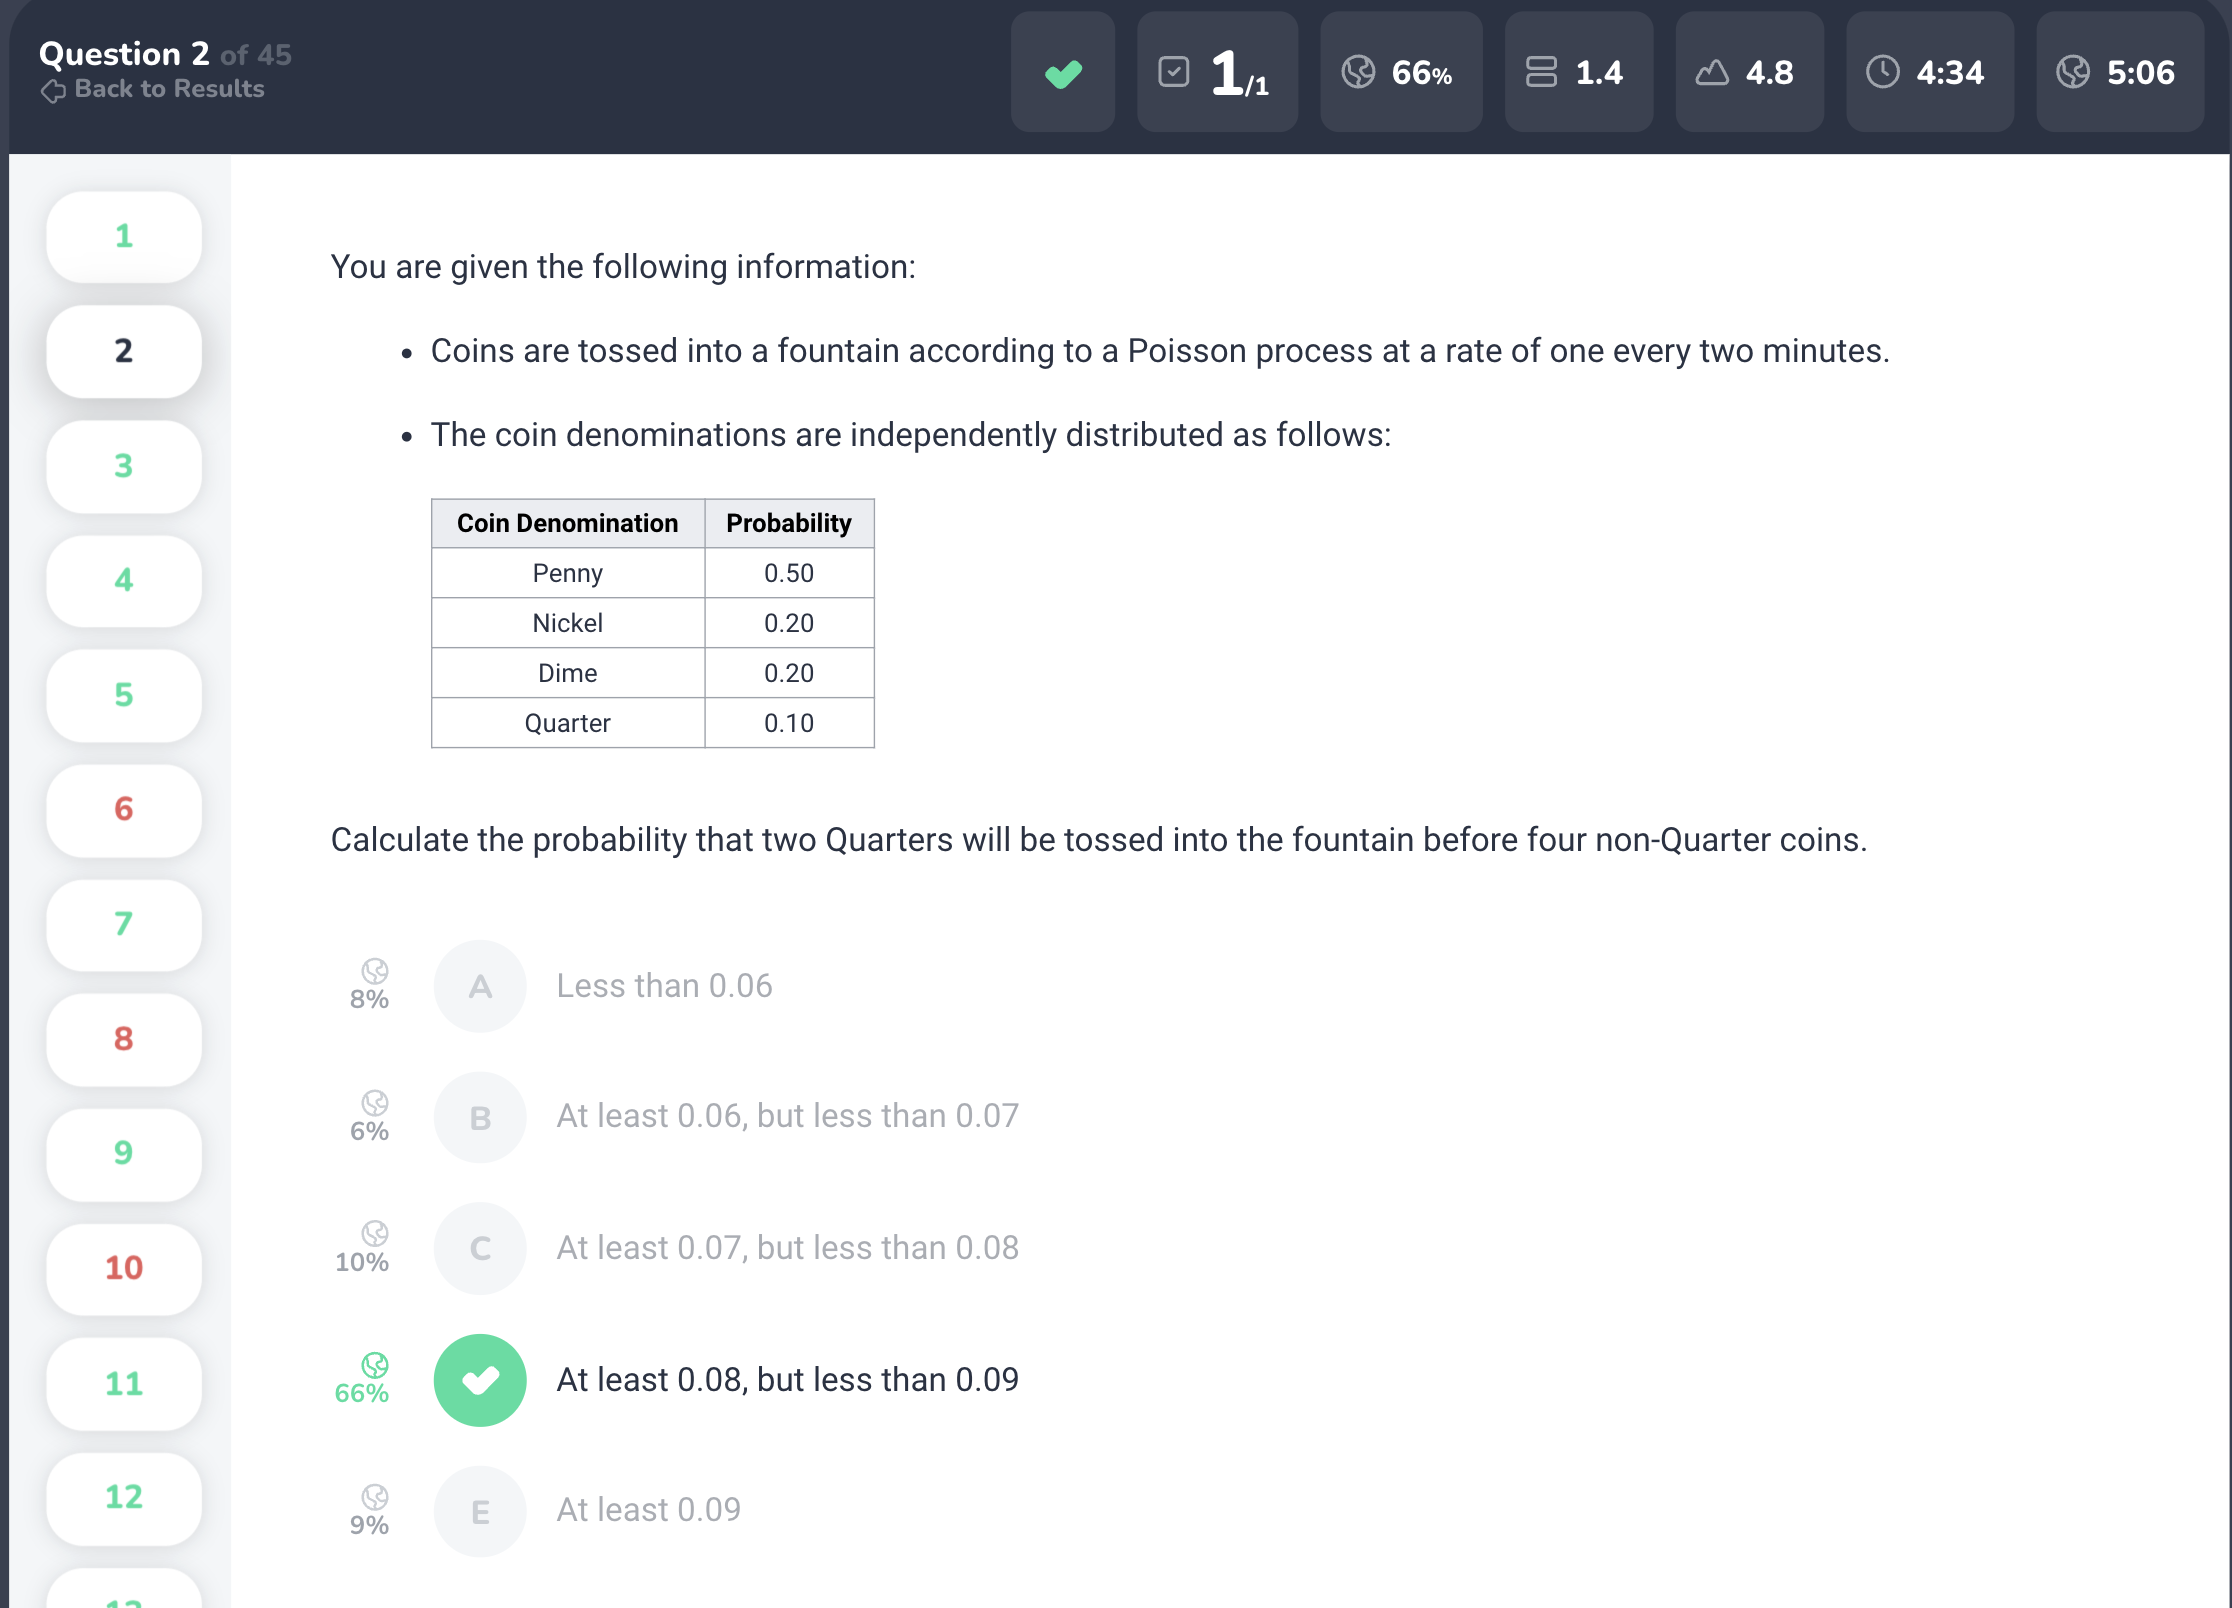 Question 2 of 45
Back to Results
1/1
66%
1.4
4.8
4:34
5:06
1
2
3
4
5
6
7
8
9
10
11
12
You are given the following information:
• Coins are tossed into a fountain according to a Poisson process at a rate of one every two minutes.
• The coin denominations are independently distributed as follows:
Coin Denomination Probability
Penny 0.50
Nickel 0.20
Dime 0.20
Quarter 0.10
Calculate the probability that two Quarters will be tossed into the fountain before four non-Quarter coins.
8% A Less than 0.06
6% B At least 0.06, but less than 0.07
10% C At least 0.07, but less than 0.08
66% At least 0.08, but less than 0.09
9% E At least 0.09